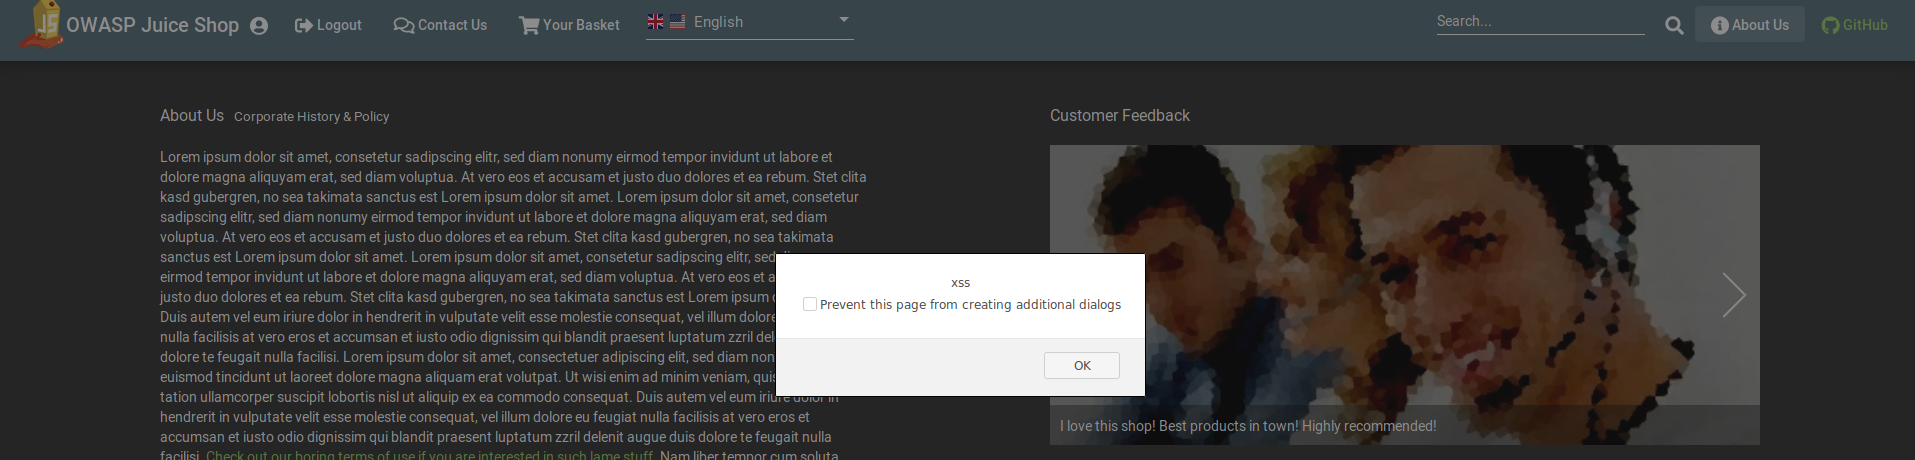 OWASP Juice Shop Logout Contact Us Your Basket English Search... About Us GitHub
About Us Corporate History & Policy
Lorem ipsum dolor sit amet, consetetur sadipscing elitr, sed diam nonumy eirmod tempor invidunt ut labore et
dolore magna aliquyam erat, sed diam voluptua. At vero eos et accusam et justo duo dolores et ea rebum. Stet clita
kasd gubergren, no sea takimata sanctus est Lorem ipsum dolor sit amet. Lorem ipsum dolor sit amet, consetetur
sadipscing elitr, sed diam nonumy eirmod tempor invidunt ut labore et dolore magna aliquyam erat, sed diam
voluptua. At vero eos et accusam et justo duo dolores et ea rebum. Stet clita kasd gubergren, no sea takimata
sanctus est Lorem ipsum dolor sit amet. Lorem ipsum dolor sit amet, consetetur sadipscing elitr, sed
eirmod tempor invidunt ut labore et dolore magna aliquyam erat, sed diam voluptua. At vero eos et
justo duo dolores et ea rebum. Stet clita kasd gubergren, no sea takimata sanctus est Lorem ipsum
Duis autem vel eum iriure dolor in hendrerit in vulputate velit esse molestie consequat, vel illum dolore
nulla facilisis at vero eros et accumsan et iusto odio dignissim qui blandit praesent luptatum zzril
dolore te feugait nulla facilisi. Lorem ipsum dolor sit amet, consectetuer adipiscing elit, sed diam
euismod tincidunt ut laoreet dolore magna aliquam erat volutpat. Ut wisi enim ad minim veniam,
tation ullamcorper suscipit lobortis nisl ut aliquip ex ea commodo consequat. Duis autem vel eum iriure dolor in
hendrerit in vulputate velit esse molestie consequat, vel illum dolore eu feugiat nulla facilisis at vero eros et
accumsan et iusto odio dignissim qui blandit praesent luptatum zzril delenit augue duis dolore te feugait nulla
facilisi. Check out our boring terms of use if you are interested in such lame stuff. Nam liber tempor cum soluta
xss
Prevent this page from creating additional dialogs
OK
Customer Feedback
I love this shop! Best products in town! Highly recommended!